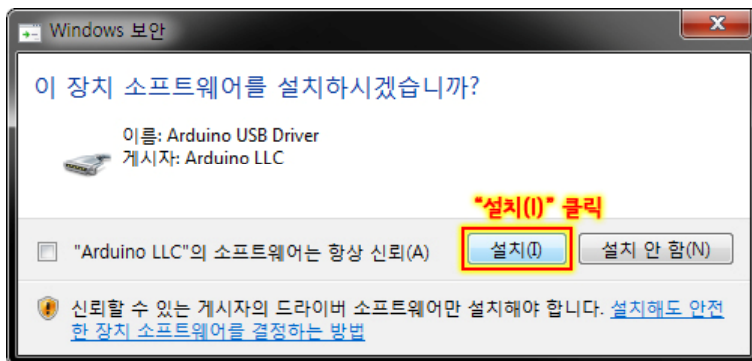 Windows 보안
이 장치 소프트웨어를 설치하시겠습니까?
이름: Arduino USB Driver
게시자: Arduino LLC
"설치(I)" 클릭
"Arduino LLC"의 소프트웨어는 항상 신뢰(A)
설치(I)
설치 안 함(N)
신뢰할 수 있는 게시자의 드라이버 소프트웨어만 설치해야 합니다. 설치해도 안전
한 장치 소프트웨어를 결정하는 방법